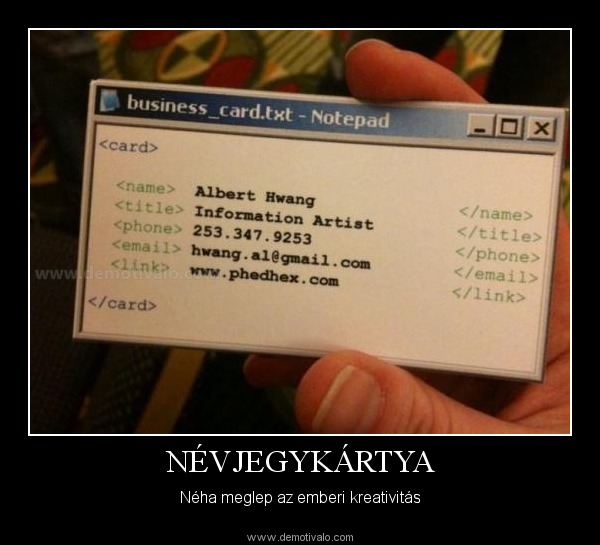 business_card.txt - Notepad
<card>
<name> Albert Hwang </name>
<title> Information Artist </title>
<phone> 253.347.9253 </phone>
<email> hwang.al@gmail.com </email>
<link> www.phedhex.com </link>
</card>
www.demotivalo.com
NÉVJEGYKÁRTYA
Néha meglep az emberi kreativitás
www.demotivalo.com